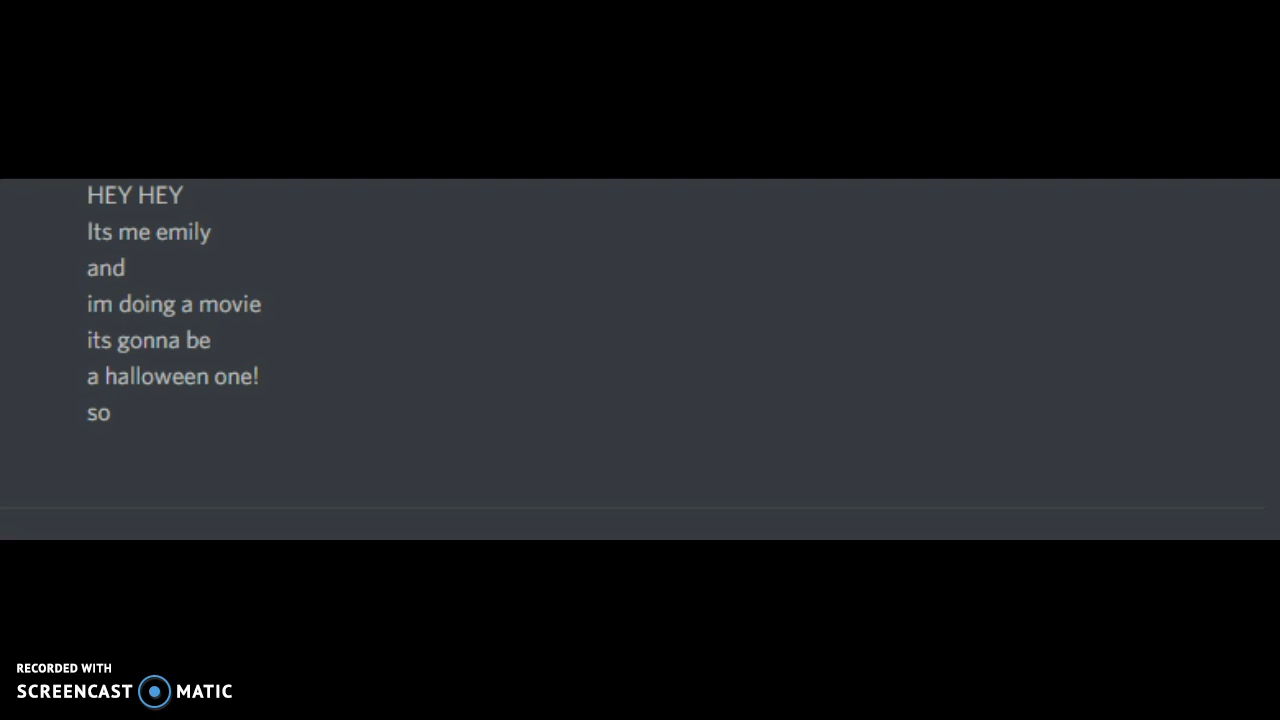 HEY HEY
Its me emily
and
im doing a movie
its gonna be
a halloween one!
so
RECORDED WITH
SCREENCAST MATIC